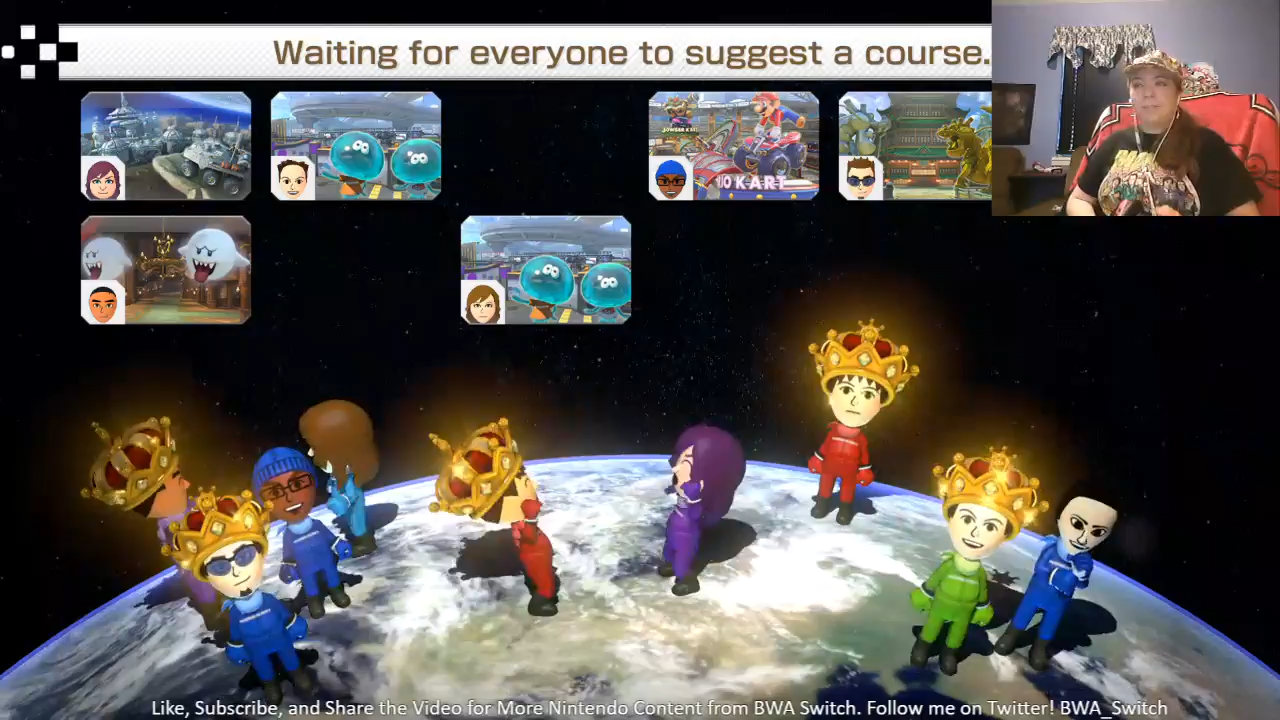 Waiting for everyone to suggest a course.
BOWSER KART
Like, Subscribe, and Share the Video for More Nintendo Content from BWA Switch. Follow me on Twitter! BWA_Switch